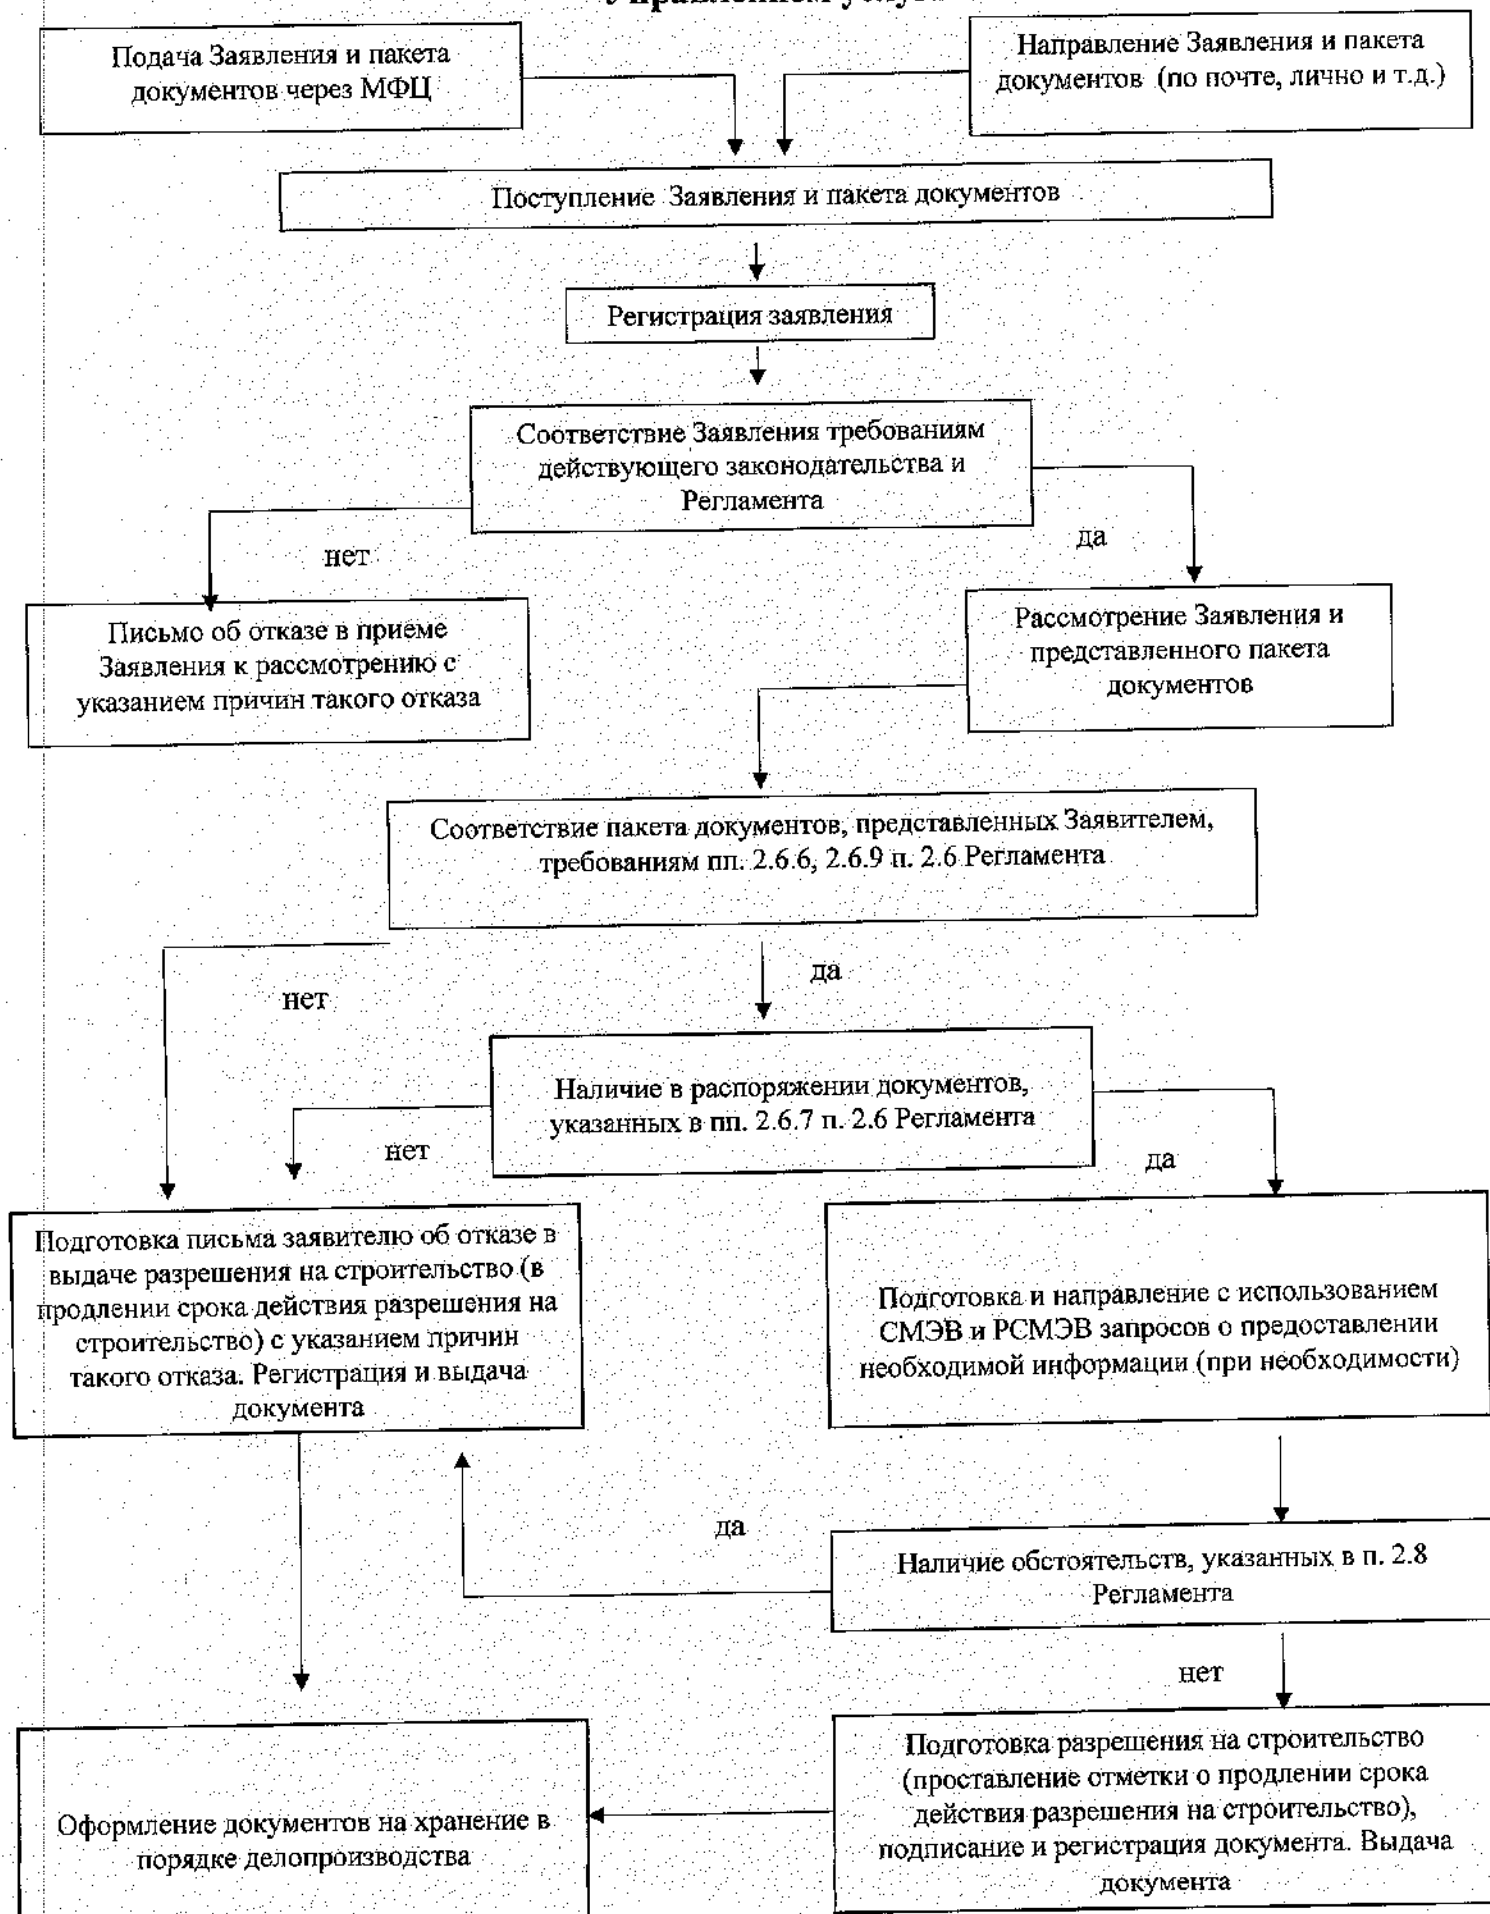 Управлением услуги
Подача Заявления и пакета
документов через МФЦ
Направление Заявления и пакета
документов (по почте, лично и т.д.)
Поступление Заявления и пакета документов
Регистрация заявления
Соответствие Заявления требованиям
действующего законодательства и
Регламента
нет
да
Письмо об отказе в приеме
Заявления к рассмотрению с
указанием причин такого отказа
Рассмотрение Заявления и
представленного пакета
документов
Соответствие пакета документов, представленных Заявителем,
требованиям пп. 2.6.6, 2.6.9 п. 2.6 Регламента
нет
да
Наличие в распоряжении документов,
указанных в пп. 2.6.7 п. 2.6 Регламента
нет
да
Подготовка письма заявителю об отказе в
выдаче разрешения на строительство (в
продлении срока действия разрешения на
строительство) с указанием причин
такого отказа. Регистрация и выдача
документа
Подготовка и направление с использованием
СМЭВ и РСМЭВ запросов о предоставлении
необходимой информации (при необходимости)
да
Наличие обстоятельств, указанных в п. 2.8
Регламента
нет
Оформление документов на хранение в
порядке делопроизводства
Подготовка разрешения на строительство
(проставление отметки о продлении срока
действия разрешения на строительство),
подписание и регистрация документа. Выдача
документа